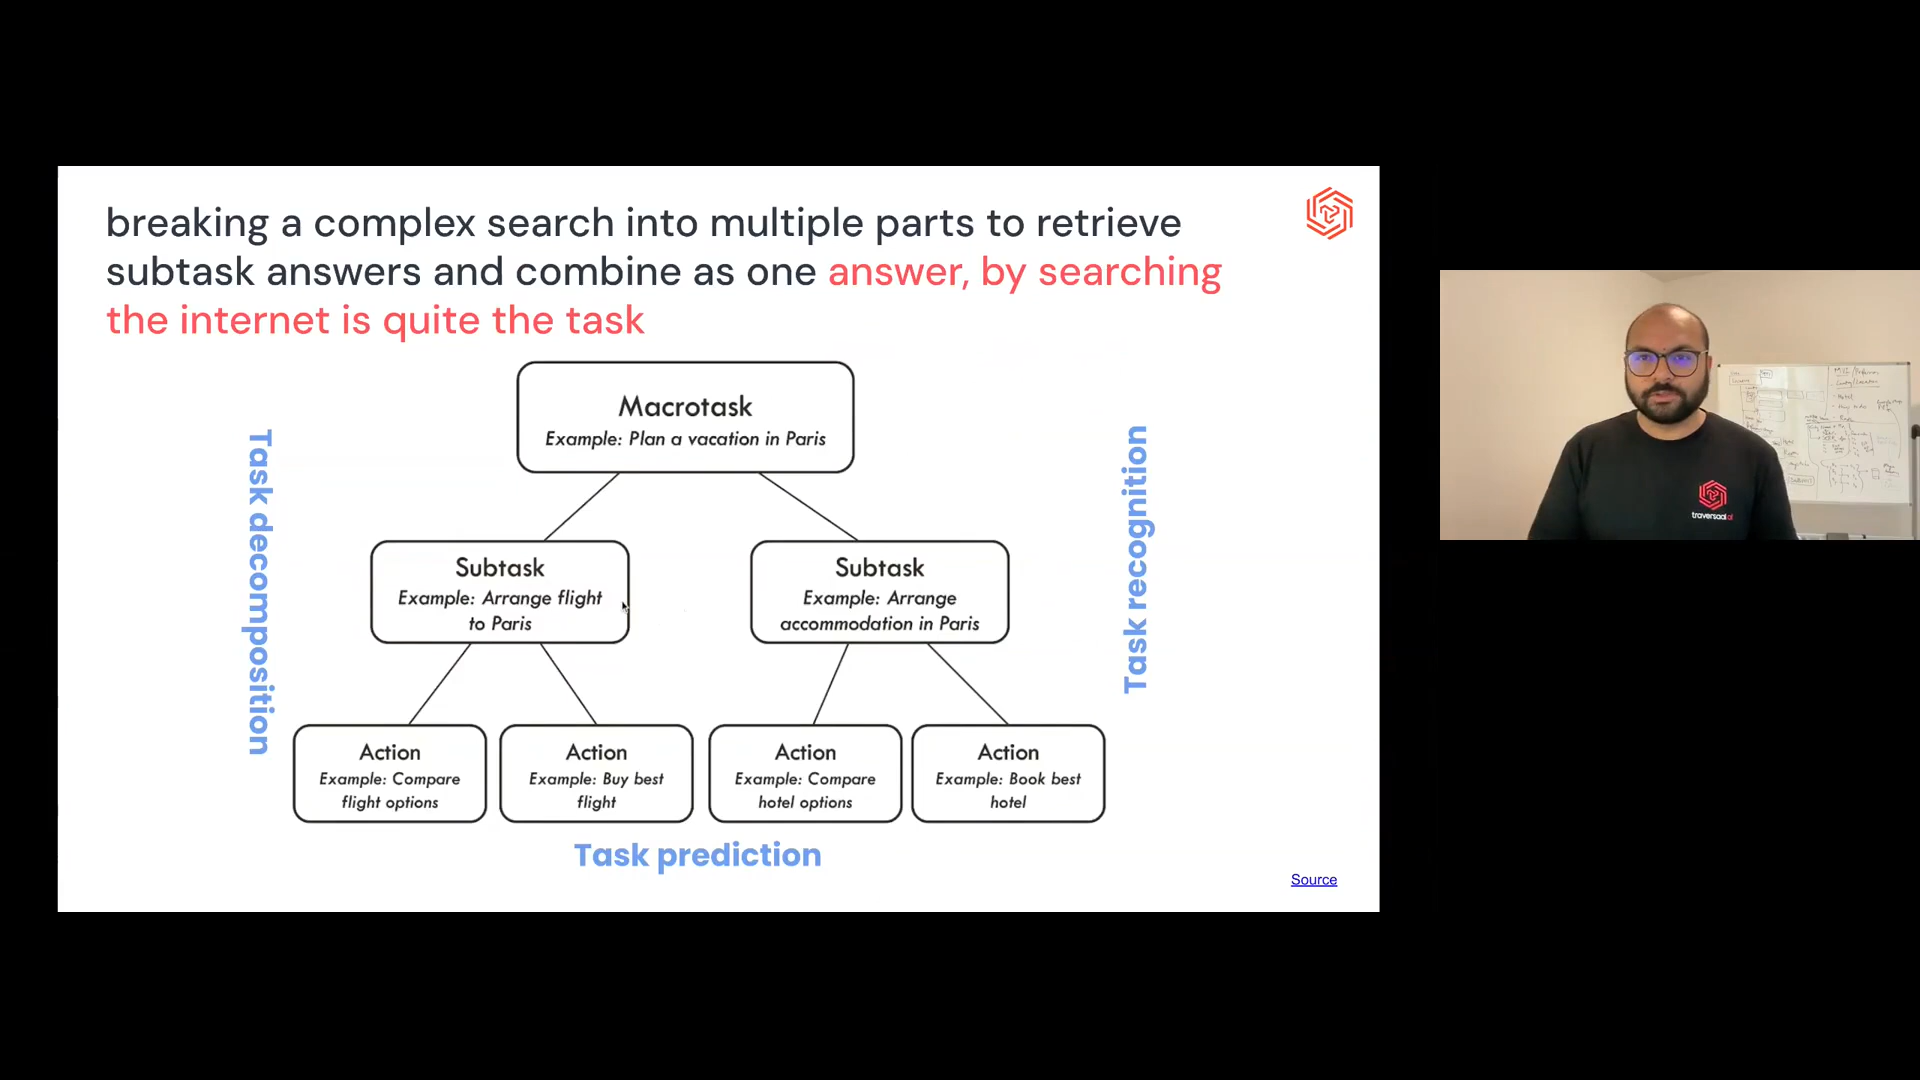 breaking a complex search into multiple parts to retrieve
subtask answers and combine as one answer, by searching
the internet is quite the task
Macrotask
Example: Plan a vacation in Paris
Task decomposition
Task recognition
Subtask
Example: Arrange flight
to Paris
Subtask
Example: Arrange
accommodation in Paris
Action
Example: Compare
flight options
Action
Example: Buy best
flight
Action
Example: Compare
hotel options
Action
Example: Book best
hotel
Task prediction
Source
traversaal.ai